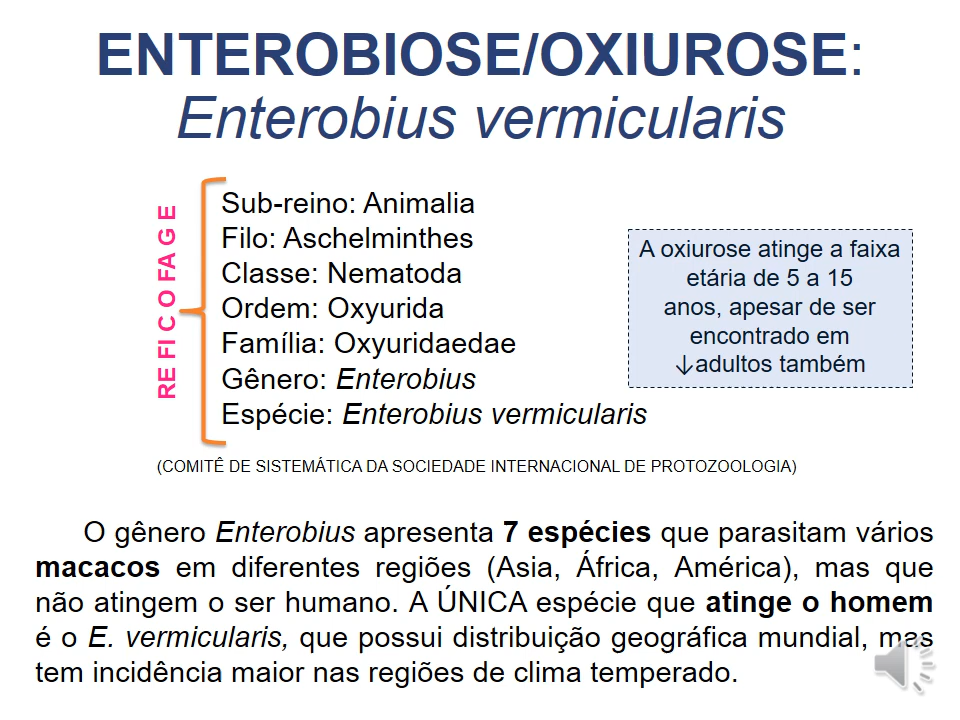 ENTEROBIOSE/OXIUROSE:
Enterobius vermicularis
RE FI C O FA G E
Sub-reino: Animalia
Filo: Aschelminthes
Classe: Nematoda
Ordem: Oxyurida
Família: Oxyuridaedae
Gênero: Enterobius
Espécie: Enterobius vermicularis
A oxiurose atinge a faixa
etária de 5 a 15
anos, apesar de ser
encontrado em
↓adultos também
(COMITÊ DE SISTEMÁTICA DA SOCIEDADE INTERNACIONAL DE PROTOZOOLOGIA)
O gênero Enterobius apresenta 7 espécies que parasitam vários
macacos em diferentes regiões (Asia, África, América), mas que
não atingem o ser humano. A ÚNICA espécie que atinge o homem
é o E. vermicularis, que possui distribuição geográfica mundial, mas
tem incidência maior nas regiões de clima temperado.